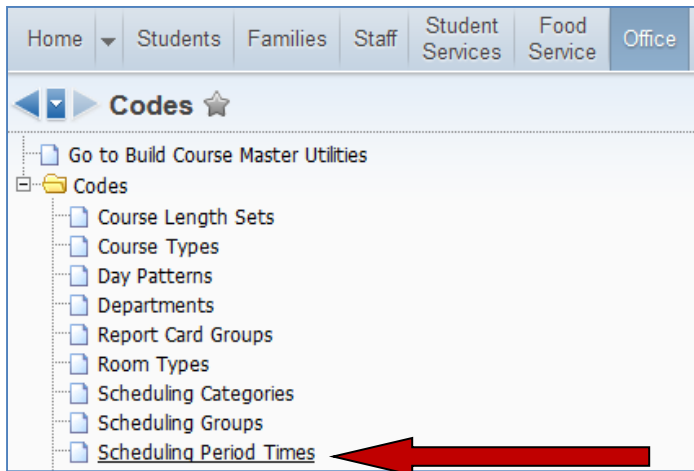 Home Students Families Staff Student Services Food Service Office
Codes
Go to Build Course Master Utilities
Codes
Course Length Sets
Course Types
Day Patterns
Departments
Report Card Groups
Room Types
Scheduling Categories
Scheduling Groups
Scheduling Period Times